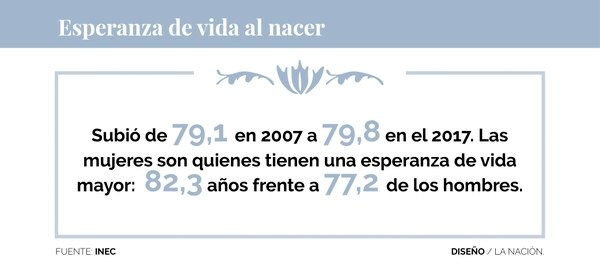 Esperanza de vida al nacer
Subió de 79,1 en 2007 a 79,8 en el 2017. Las
mujeres son quienes tienen una esperanza de vida
mayor: 82,3 años frente a 77,2 de los hombres.
FUENTE: INEC
DISEÑO / LA NACIÓN.